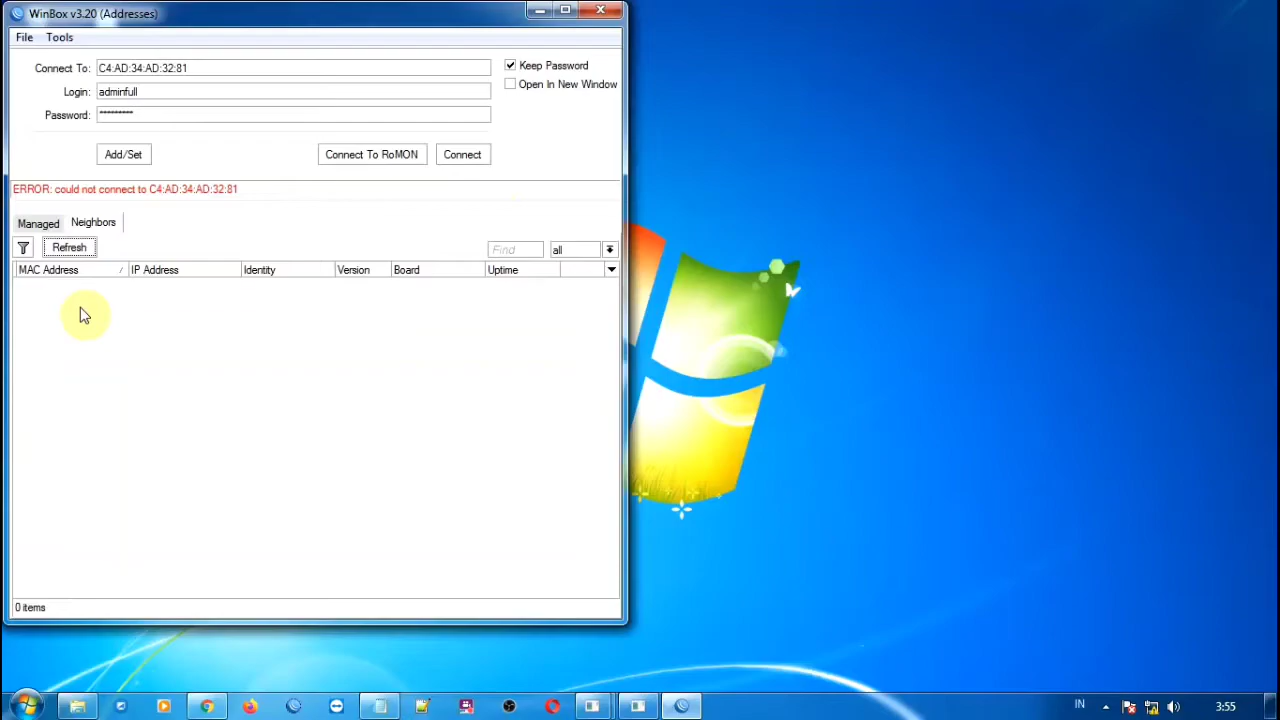 WinBox v3.20 (Addresses)
File Tools
Connect To: C4:AD:34:AD:32:81
Keep Password
Open In New Window
Login: adminfull
Password: *********
Add/Set
Connect To RoMON
Connect
ERROR: could not connect to C4:AD:34:AD:32:81
Managed Neighbors
Refresh
Find
all
MAC Address IP Address Identity Version Board Uptime
0 items
IN
3:55